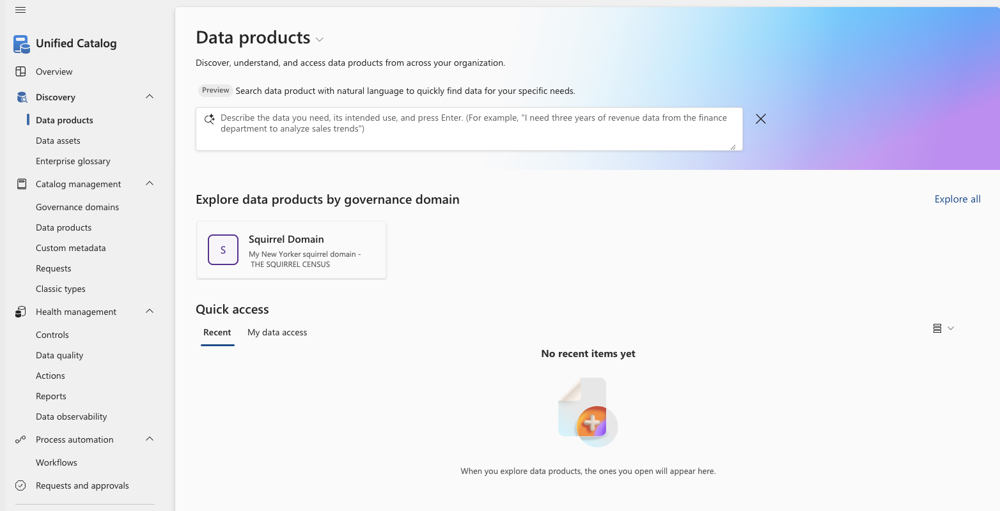 Unified Catalog
Overview
Discovery
Data products
Data assets
Enterprise glossary
Catalog management
Governance domains
Data products
Custom metadata
Requests
Classic types
Health management
Controls
Data quality
Actions
Reports
Data observability
Process automation
Workflows
Requests and approvals
Data products
Discover, understand, and access data products from across your organization.
Preview Search data product with natural language to quickly find data for your specific needs.
Describe the data you need, its intended use, and press Enter. (For example, "I need three years of revenue data from the finance
department to analyze sales trends")
Explore data products by governance domain
Explore all
S
Squirrel Domain
My New Yorker squirrel domain -
THE SQUIRREL CENSUS
Quick access
Recent My data access
No recent items yet
When you explore data products, the ones you open will appear here.